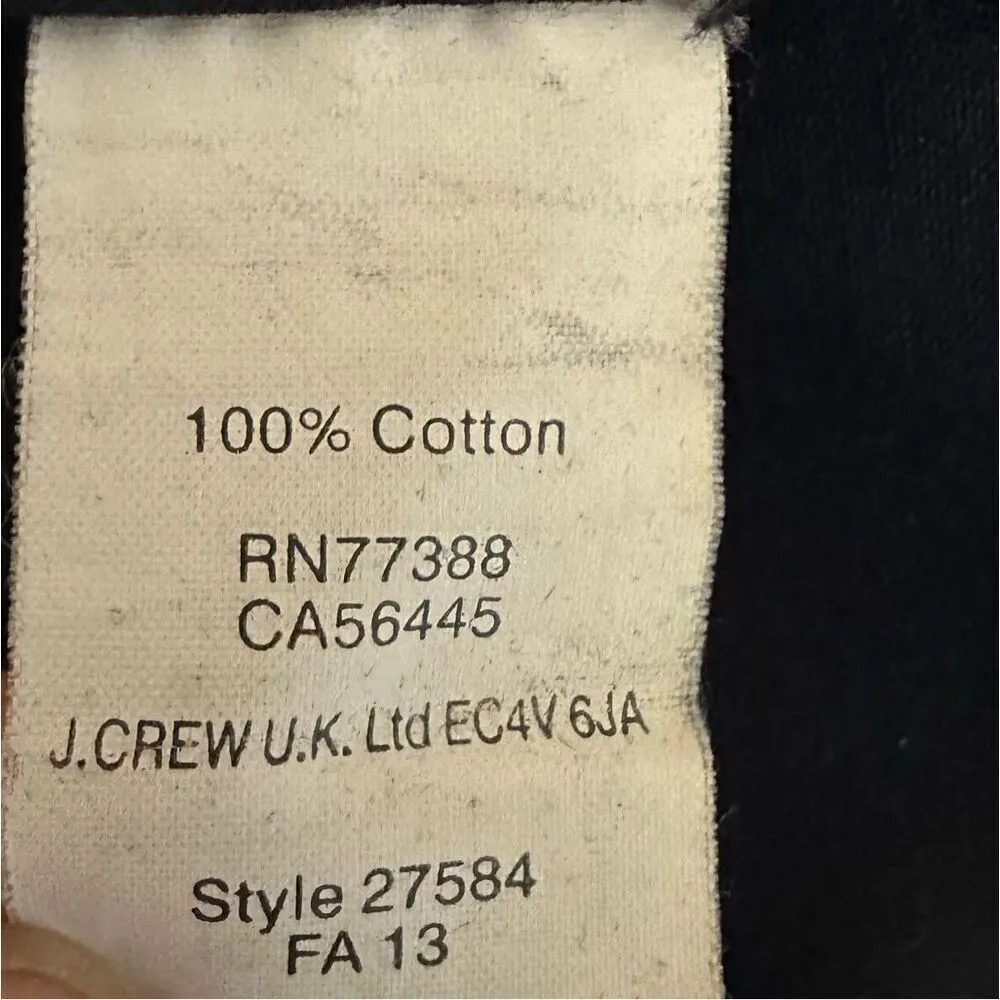 100% Cotton
RN77388
CA56445
J.CREW U.K. Ltd EC4V 6JA
Style 27584
FA 13